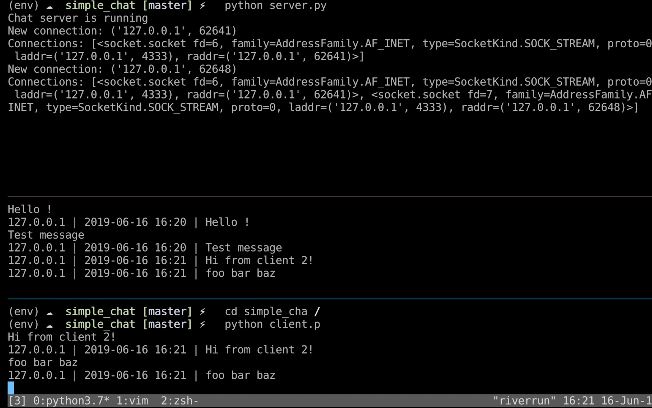 (env) ☁ simple_chat [master] ⚡ python server.py
Chat server is running
New connection: ('127.0.0.1', 62641)
Connections: [<socket.socket fd=6, family=AddressFamily.AF_INET, type=SocketKind.SOCK_STREAM, proto=0
laddr=('127.0.0.1', 4333), raddr=('127.0.0.1', 62641)>]
New connection: ('127.0.0.1', 62648)
Connections: [<socket.socket fd=6, family=AddressFamily.AF_INET, type=SocketKind.SOCK_STREAM, proto=0
laddr=('127.0.0.1', 4333), raddr=('127.0.0.1', 62641)>, <socket.socket fd=7, family=AddressFamily.AF
INET, type=SocketKind.SOCK_STREAM, proto=0, laddr=('127.0.0.1', 4333), raddr=('127.0.0.1', 62648)>]
Hello !
127.0.0.1 | 2019-06-16 16:20 | Hello !
Test message
127.0.0.1 | 2019-06-16 16:20 | Test message
127.0.0.1 | 2019-06-16 16:21 | Hi from client 2!
127.0.0.1 | 2019-06-16 16:21 | foo bar baz
(env) ☁ simple_chat [master] ⚡ cd simple_cha /
(env) ☁ simple_chat [master] ⚡ python client.p
Hi from client 2!
127.0.0.1 | 2019-06-16 16:21 | Hi from client 2!
foo bar baz
127.0.0.1 | 2019-06-16 16:21 | foo bar baz
[3] 0:python3.7* 1:vim 2:zsh- "riverrun" 16:21 16-Jun-1